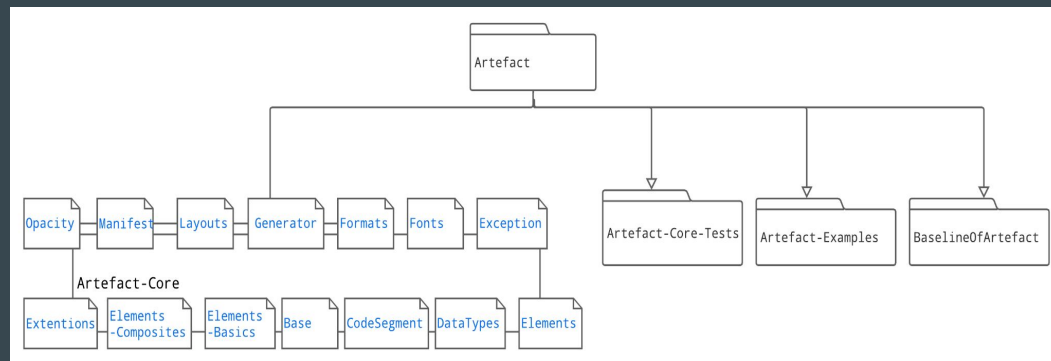 Artefact
Opacity
Manifest
Layouts
Generator
Formats
Fonts
Exception
Artefact-Core-Tests
Artefact-Examples
BaselineOfArtefact
Artefact-Core
Extentions
Elements
-Composites
Elements
-Basics
Base
CodeSegment
DataTypes
Elements